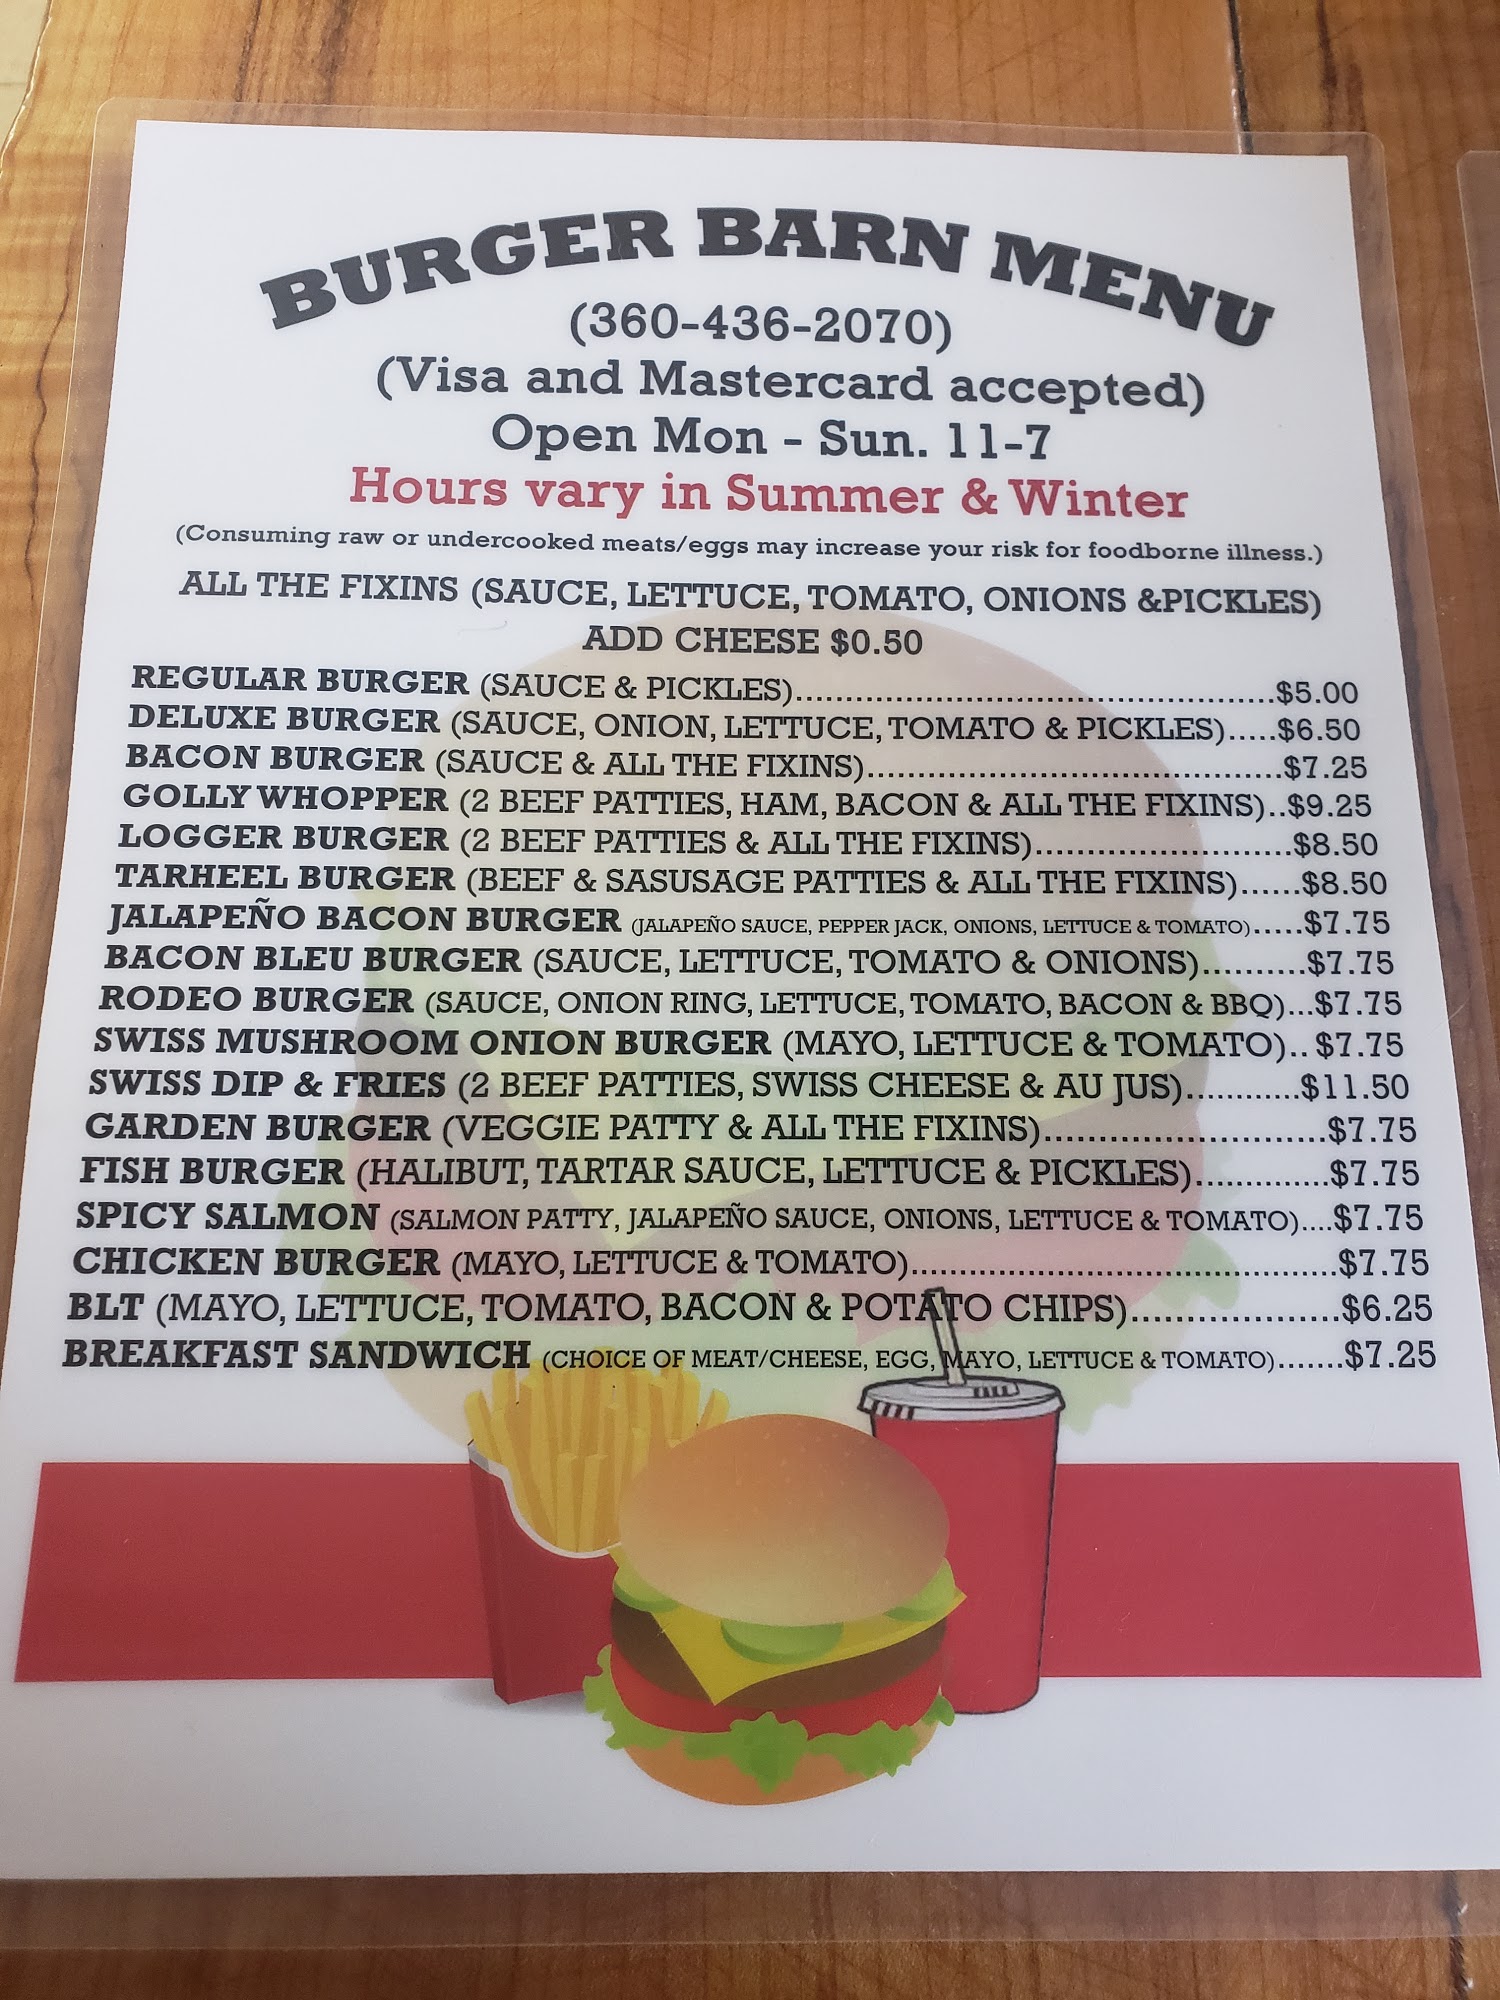 BURGER BARN MENU
(360-436-2070)
(Visa and Mastercard accepted)
Open Mon - Sun. 11-7
Hours vary in Summer & Winter
(Consuming raw or undercooked meats/eggs may increase your risk for foodborne illness.)
ALL THE FIXINS (SAUCE, LETTUCE, TOMATO, ONIONS &PICKLES)
ADD CHEESE $0.50
REGULAR BURGER (SAUCE & PICKLES)................................................$5.00
DELUXE BURGER (SAUCE, ONION, LETTUCE, TOMATO & PICKLES).....$6.50
BACON BURGER (SAUCE & ALL THE FIXINS).........................................$7.25
GOLLY WHOPPER (2 BEEF PATTIES, HAM, BACON & ALL THE FIXINS)..$9.25
LOGGER BURGER (2 BEEF PATTIES & ALL THE FIXINS).........................$8.50
TARHEEL BURGER (BEEF & SASUSAGE PATTIES & ALL THE FIXINS)......$8.50
JALAPEÑO BACON BURGER (JALAPEÑO SAUCE, PEPPER JACK, ONIONS, LETTUCE & TOMATO).....$7.75
BACON BLEU BURGER (SAUCE, LETTUCE, TOMATO & ONIONS)..........$7.75
RODEO BURGER (SAUCE, ONION RING, LETTUCE, TOMATO, BACON & BBQ)...$7.75
SWISS MUSHROOM ONION BURGER (MAYO, LETTUCE & TOMATO).. $7.75
SWISS DIP & FRIES (2 BEEF PATTIES, SWISS CHEESE & AU JUS)...........$11.50
GARDEN BURGER (VEGGIE PATTY & ALL THE FIXINS)...........................$7.75
FISH BURGER (HALIBUT, TARTAR SAUCE, LETTUCE & PICKLES).............$7.75
SPICY SALMON (SALMON PATTY, JALAPEÑO SAUCE, ONIONS, LETTUCE & TOMATO)....$7.75
CHICKEN BURGER (MAYO, LETTUCE & TOMATO)..........................................$7.75
BLT (MAYO, LETTUCE, TOMATO, BACON & POTATO CHIPS)....................$6.25
BREAKFAST SANDWICH (CHOICE OF MEAT/CHEESE, EGG, MAYO, LETTUCE & TOMATO).......$7.25